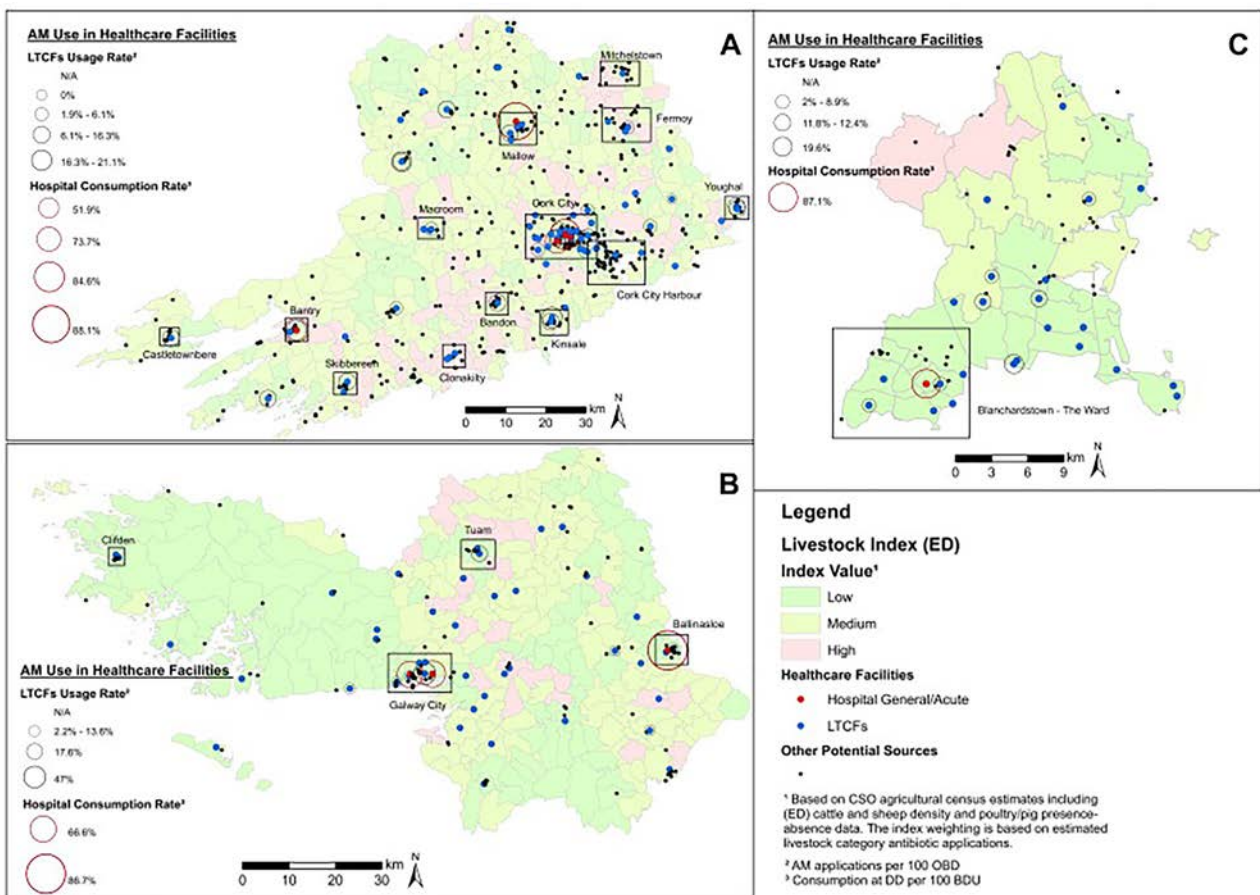 AM Use in Healthcare Facilities
LTCFs Usage Rate²
N/A
0%
1.9% - 6.1%
6.1% - 16.3%
16.3% - 21.1%
Hospital Consumption Rate³
51.9%
73.7%
84.6%
88.1%
A
Mitchelstown
Fermoy
Mallow
Youghal
Cork City
Macroom
Cork City Harbour
Bantry
Bandon
Kinsale
Castletownbere
Skibbereen
Clonakilty
0 5 10 20 30
km
N
B
Clifden
Tuam
Ballinasloe
Galway City
AM Use in Healthcare Facilities
LTCFs Usage Rate²
N/A
2.2% - 13.6%
17.6%
47%
Hospital Consumption Rate³
66.6%
86.7%
0 5 10 20 30
km
N
AM Use in Healthcare Facilities
LTCFs Usage Rate²
N/A
2% - 8.9%
11.8% - 12.4%
19.6%
Hospital Consumption Rate³
87.1%
C
Blanchardstown - The Ward
0 3 6 9
km
N
Legend
Livestock Index (ED)
Index Value¹
Low
Medium
High
Healthcare Facilities
Hospital General/Acute
LTCFs
Other Potential Sources
¹ Based on CSO agricultural census estimates including
(ED) cattle and sheep density and poultry/pig presence-
absence data. The index weighting is based on estimated
livestock category antibiotic applications.
² AM applications per 100 OBD
³ Consumption at DD per 100 BDU